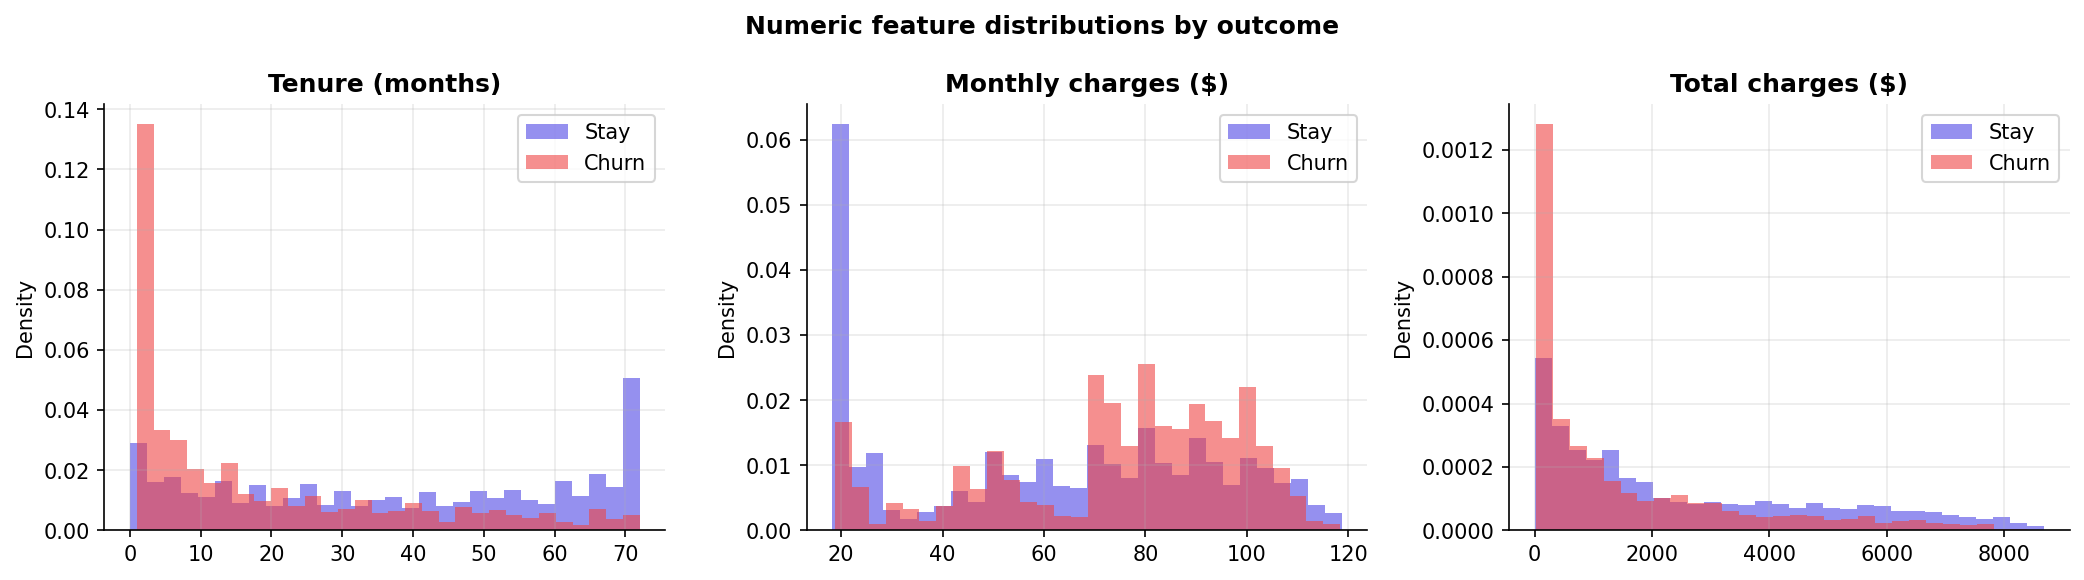 Numeric feature distributions by outcome
Tenure (months)
Density
0.14
0.12
0.10
0.08
0.06
0.04
0.02
0.00
0 10 20 30 40 50 60 70
Stay
Churn
Monthly charges ($)
Density
0.06
0.05
0.04
0.03
0.02
0.01
0.00
20 40 60 80 100 120
Stay
Churn
Total charges ($)
Density
0.0012
0.0010
0.0008
0.0006
0.0004
0.0002
0.0000
0 2000 4000 6000 8000
Stay
Churn